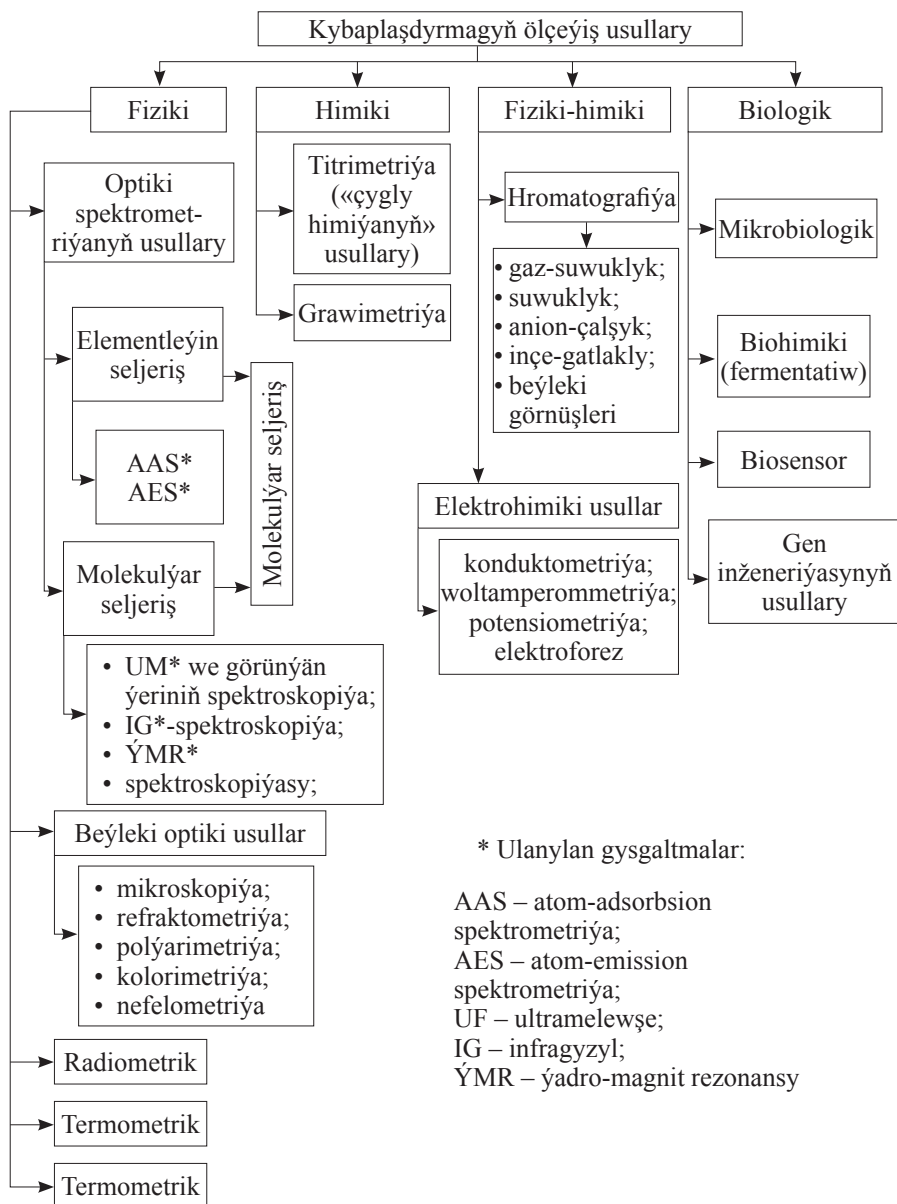 Kybaplaşdyrmagyň ölçeýiş usullary
Fiziki
Himiki
Fiziki-himiki
Biologik
Optiki
spektromet-
riýanyň usullary
Elementleýin
seljeriş
AAS*
AES*
Molekulýar
seljeriş
Molekulýar seljeriş
• UM* we görünýän
ýeriniň spektroskopiýa;
• IG*-spektroskopiýa;
• ÝMR*
• spektroskopiýasy;
Beýleki optiki usullar
• mikroskopiýa;
• refraktometriýa;
• polýarimetriýa;
• kolorimetriýa;
• nefelometriýa
Radiometrik
Termometrik
Termometrik
Titrimetriýa
(«çygly
himiýanyň»
usullary)
Grawimetriýa
Hromatografiýa
• gaz-suwuklyk;
• suwuklyk;
• anion-çalşyk;
• inçe-gatlakly;
• beýleki
görnüşleri
Elektrohimiki usullar
konduktometriýa;
woltamperommetriýa;
potensiometriýa;
elektroforez
Mikrobiologik
Biohimiki
(fermentatiw)
Biosensor
Gen
inženeriýasynyň
usullary
* Ulanylan gysgaltmalar:
AAS – atom-adsorbsion
spektrometriýa;
AES – atom-emission
spektrometriýa;
UF – ultramelewşe;
IG – infragyzyl;
ÝMR – ýadro-magnit rezonansy